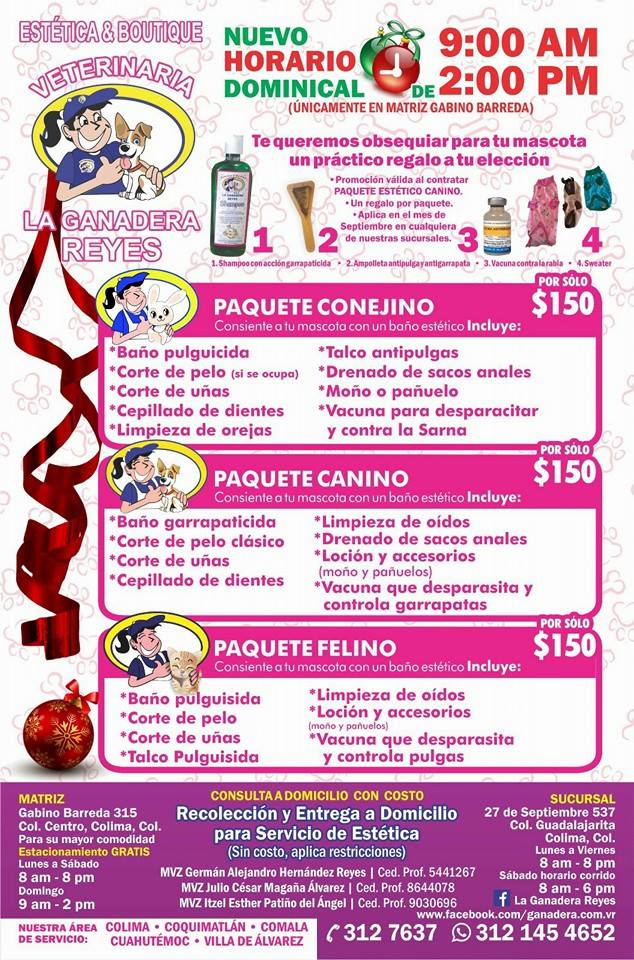 ESTÉTICA & BOUTIQUE
VETERINARIA
LA GANADERA
REYES
NUEVO
HORARIO
DOMINICAL DE
9:00 AM
2:00 PM
(ÚNICAMENTE EN MATRIZ GABINO BARREDA)
Te queremos obsequiar para tu mascota
un práctico regalo a tu elección
•Promoción válida al contratar
PAQUETE ESTÉTICO CANINO.
•Un regalo por paquete.
•Aplica en el mes de
Septiembre en cualquiera
de nuestras sucursales.
Shampoo
1
2
3
4
1. Shampoo con acción garrapaticida • 2. Ampolleta antipulga y antigarrapata • 3. Vacuna contra la rabia • 4. Sweater
POR SÓLO
$150
PAQUETE CONEJINO
Consiente a tu mascota con un baño estético Incluye:
*Baño pulguicida
*Corte de pelo (si se ocupa)
*Corte de uñas
*Cepillado de dientes
*Limpieza de orejas
*Talco antipulgas
*Drenado de sacos anales
*Moño o pañuelo
*Vacuna para desparacitar
y contra la Sarna
POR SÓLO
$150
PAQUETE CANINO
Consiente a tu mascota con un baño estético Incluye:
*Baño garrapaticida
*Corte de pelo clásico
*Corte de uñas
*Cepillado de dientes
*Limpieza de oídos
*Drenado de sacos anales
*Loción y accesorios
(moño y pañuelos)
*Vacuna que desparasita y
controla garrapatas
POR SÓLO
$150
PAQUETE FELINO
Consiente a tu mascota con un baño estético Incluye:
*Baño pulguisida
*Corte de pelo
*Corte de uñas
*Talco Pulguisida
*Limpieza de oídos
*Loción y accesorios
(moño y pañuelos)
*Vacuna que desparasita
y controla pulgas
MATRIZ
Gabino Barreda 315
Col. Centro, Colima, Col.
Para su mayor comodidad
Estacionamiento GRATIS
Lunes a Sábado
8 am - 8 pm
Domingo
9 am - 2 pm
CONSULTA A DOMICILIO CON COSTO
Recolección y Entrega a Domicilio
para Servicio de Estética
(Sin costo, aplica restricciones)
MVZ Germán Alejandro Hernández Reyes | Ced. Prof. 5441267
MVZ Julio César Magaña Álvarez | Ced. Prof. 8644078
MVZ Itzel Esther Patiño del Ángel | Ced. Prof. 9030696
SUCURSAL
27 de Septiembre 537
Col. Guadalajarita
Colima, Col.
Lunes a Viernes
8 am - 8 pm
Sábado horario corrido
8 am - 6 pm
f La Ganadera Reyes
www.facebook.com/ganadera.com.vr
NUESTRA ÁREA
DE SERVICIO:
COLIMA • COQUIMATLÁN • COMALA
CUAHUTÉMOC • VILLA DE ÁLVAREZ
312 7637
312 145 4652